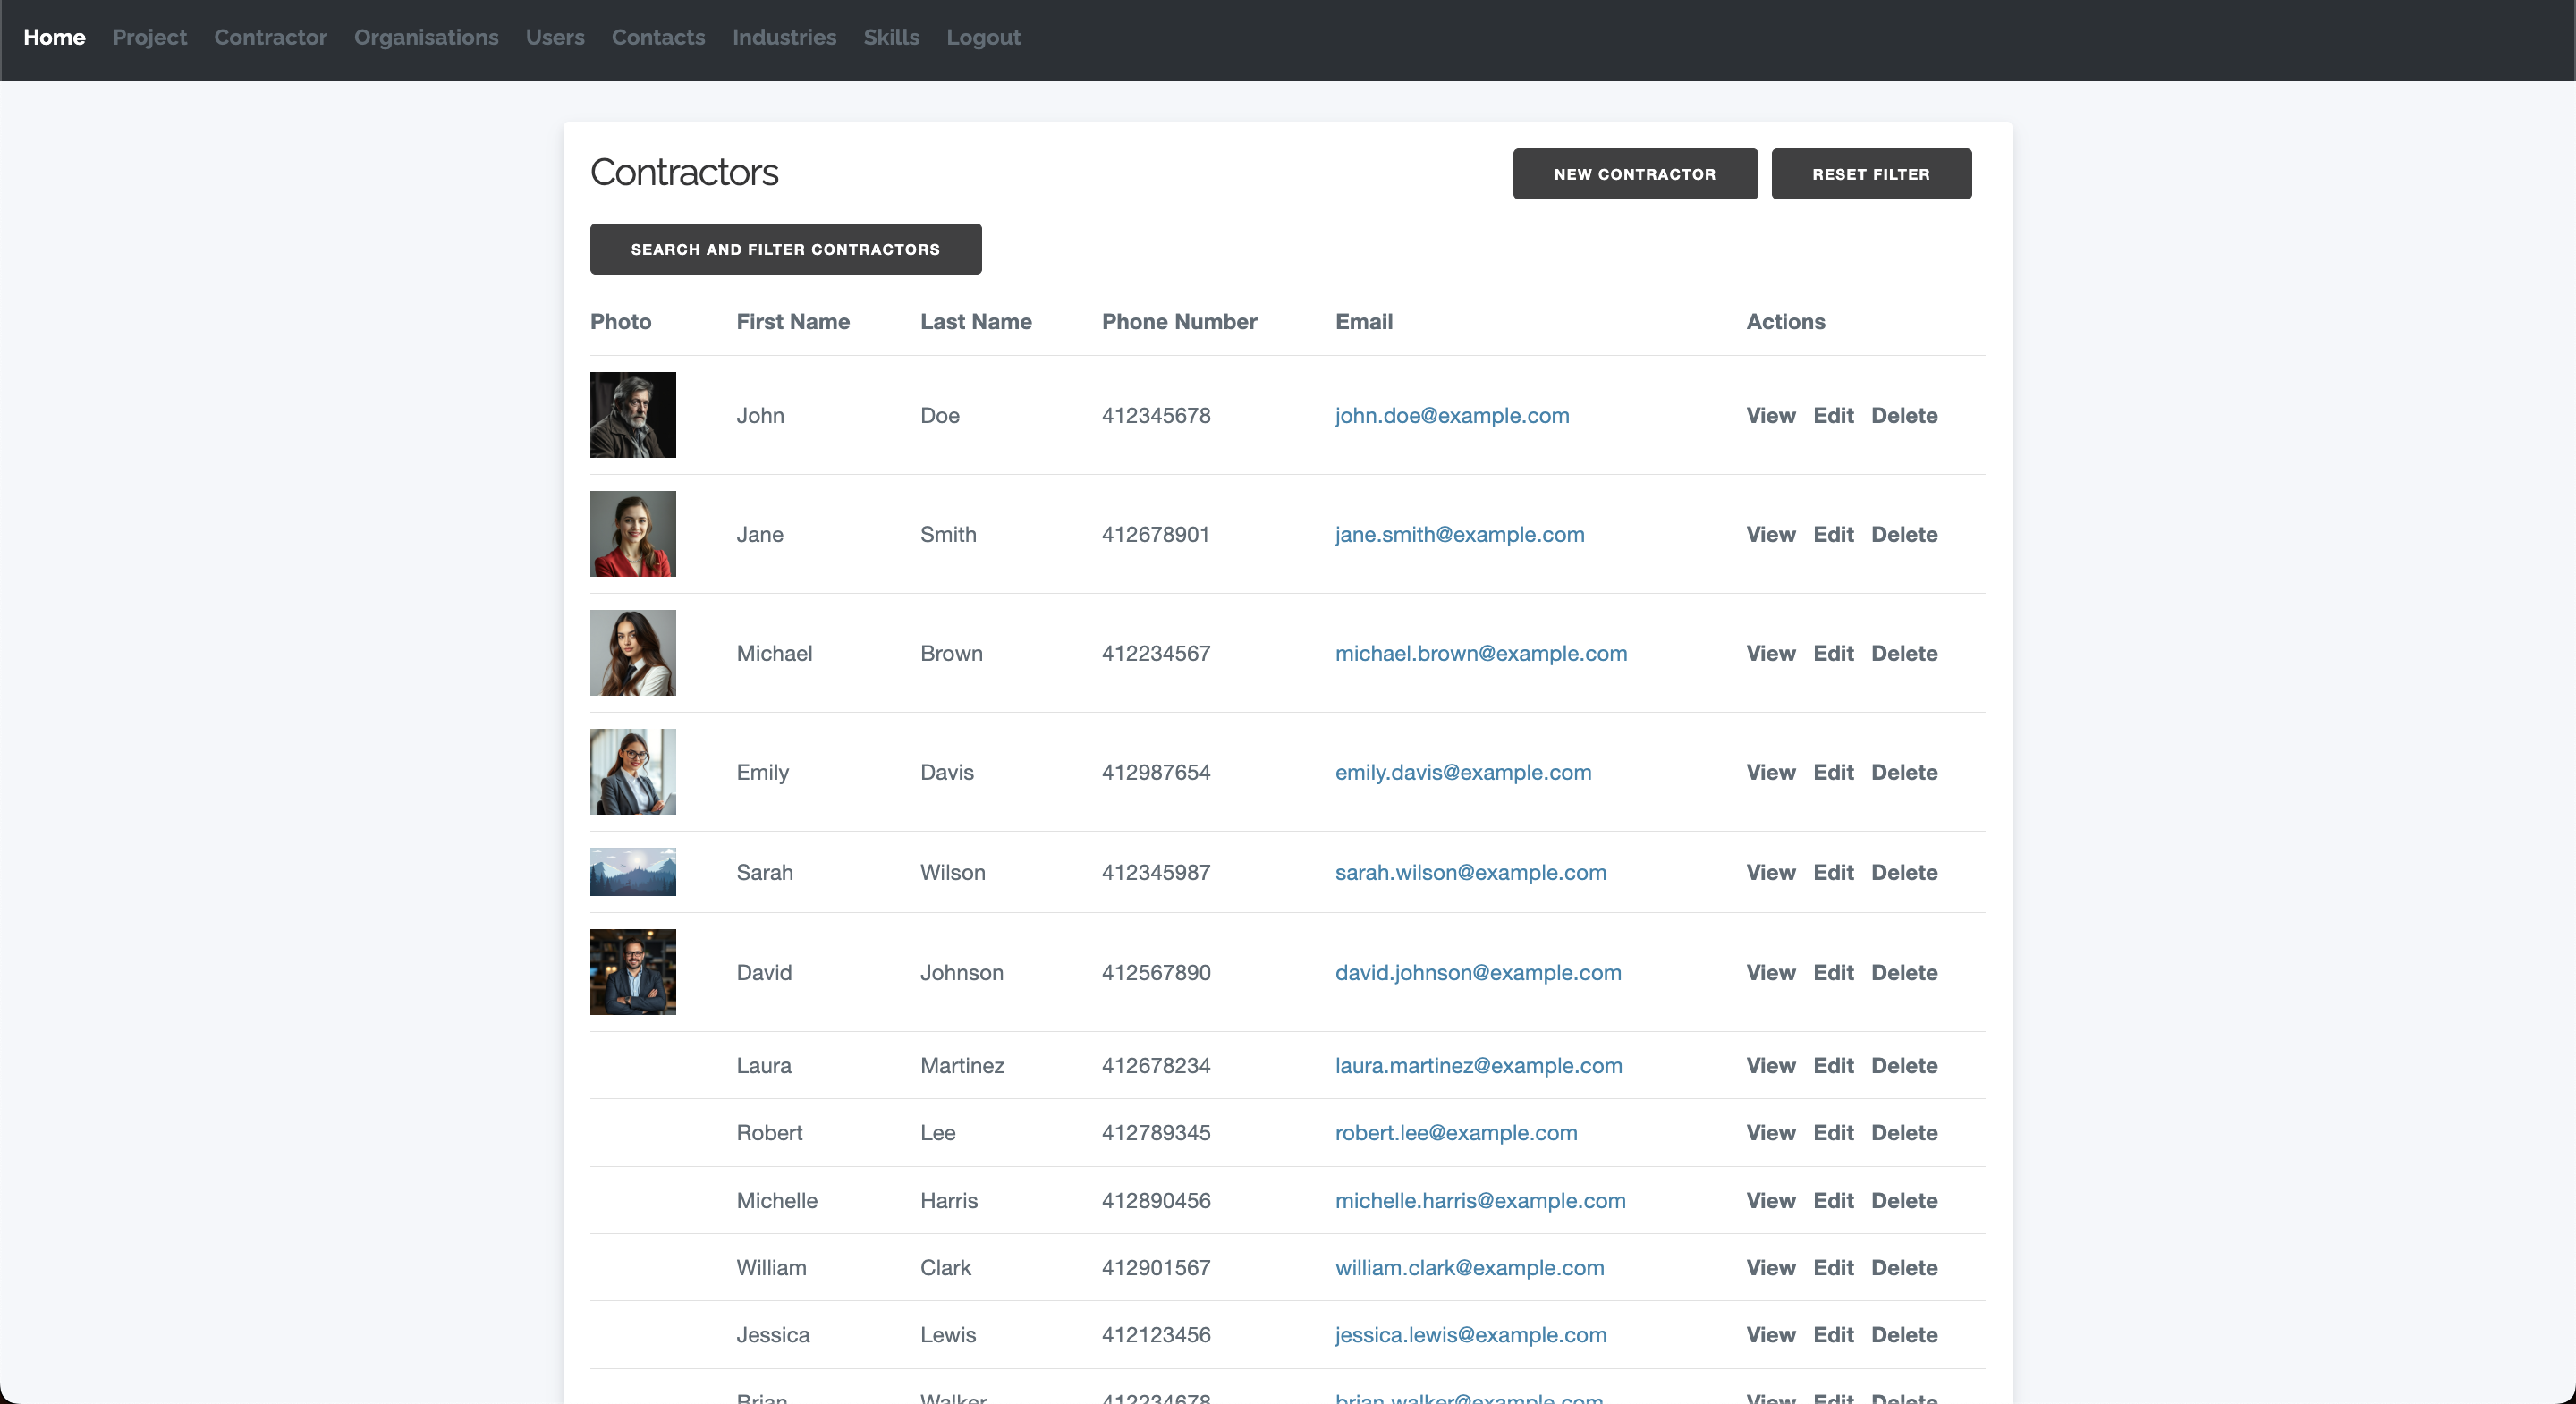 Home Project Contractor Organisations Users Contacts Industries Skills Logout
Contractors
NEW CONTRACTOR RESET FILTER
SEARCH AND FILTER CONTRACTORS
Photo First Name Last Name Phone Number Email Actions
John Doe 412345678 john.doe@example.com View Edit Delete
Jane Smith 412678901 jane.smith@example.com View Edit Delete
Michael Brown 412234567 michael.brown@example.com View Edit Delete
Emily Davis 412987654 emily.davis@example.com View Edit Delete
Sarah Wilson 412345987 sarah.wilson@example.com View Edit Delete
David Johnson 412567890 david.johnson@example.com View Edit Delete
Laura Martinez 412678234 laura.martinez@example.com View Edit Delete
Robert Lee 412789345 robert.lee@example.com View Edit Delete
Michelle Harris 412890456 michelle.harris@example.com View Edit Delete
William Clark 412901567 william.clark@example.com View Edit Delete
Jessica Lewis 412123456 jessica.lewis@example.com View Edit Delete
Brian Walker 412234678 brian.walker@example.com View Edit Delete